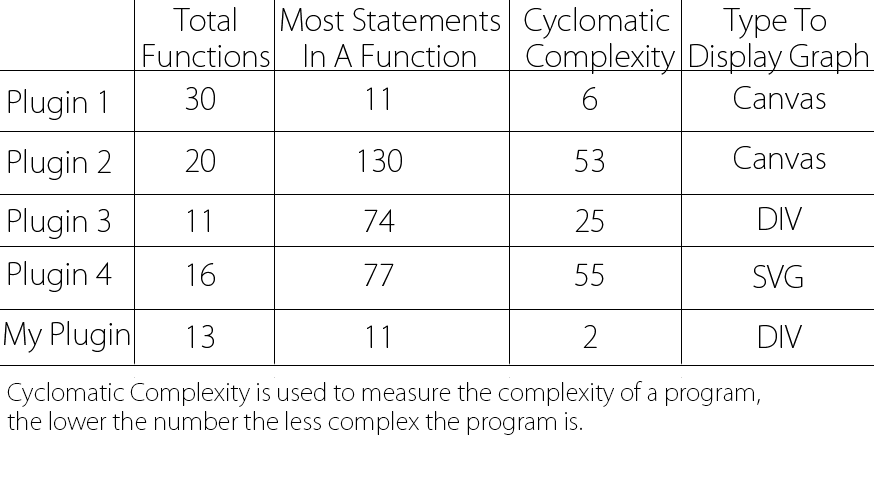 Total Most Statements Cyclomatic Type To
Functions In A Function Complexity Display Graph
Plugin 1 30 11 6 Canvas
Plugin 2 20 130 53 Canvas
Plugin 3 11 74 25 DIV
Plugin 4 16 77 55 SVG
My Plugin 13 11 2 DIV
Cyclomatic Complexity is used to measure the complexity of a program,
the lower the number the less complex the program is.